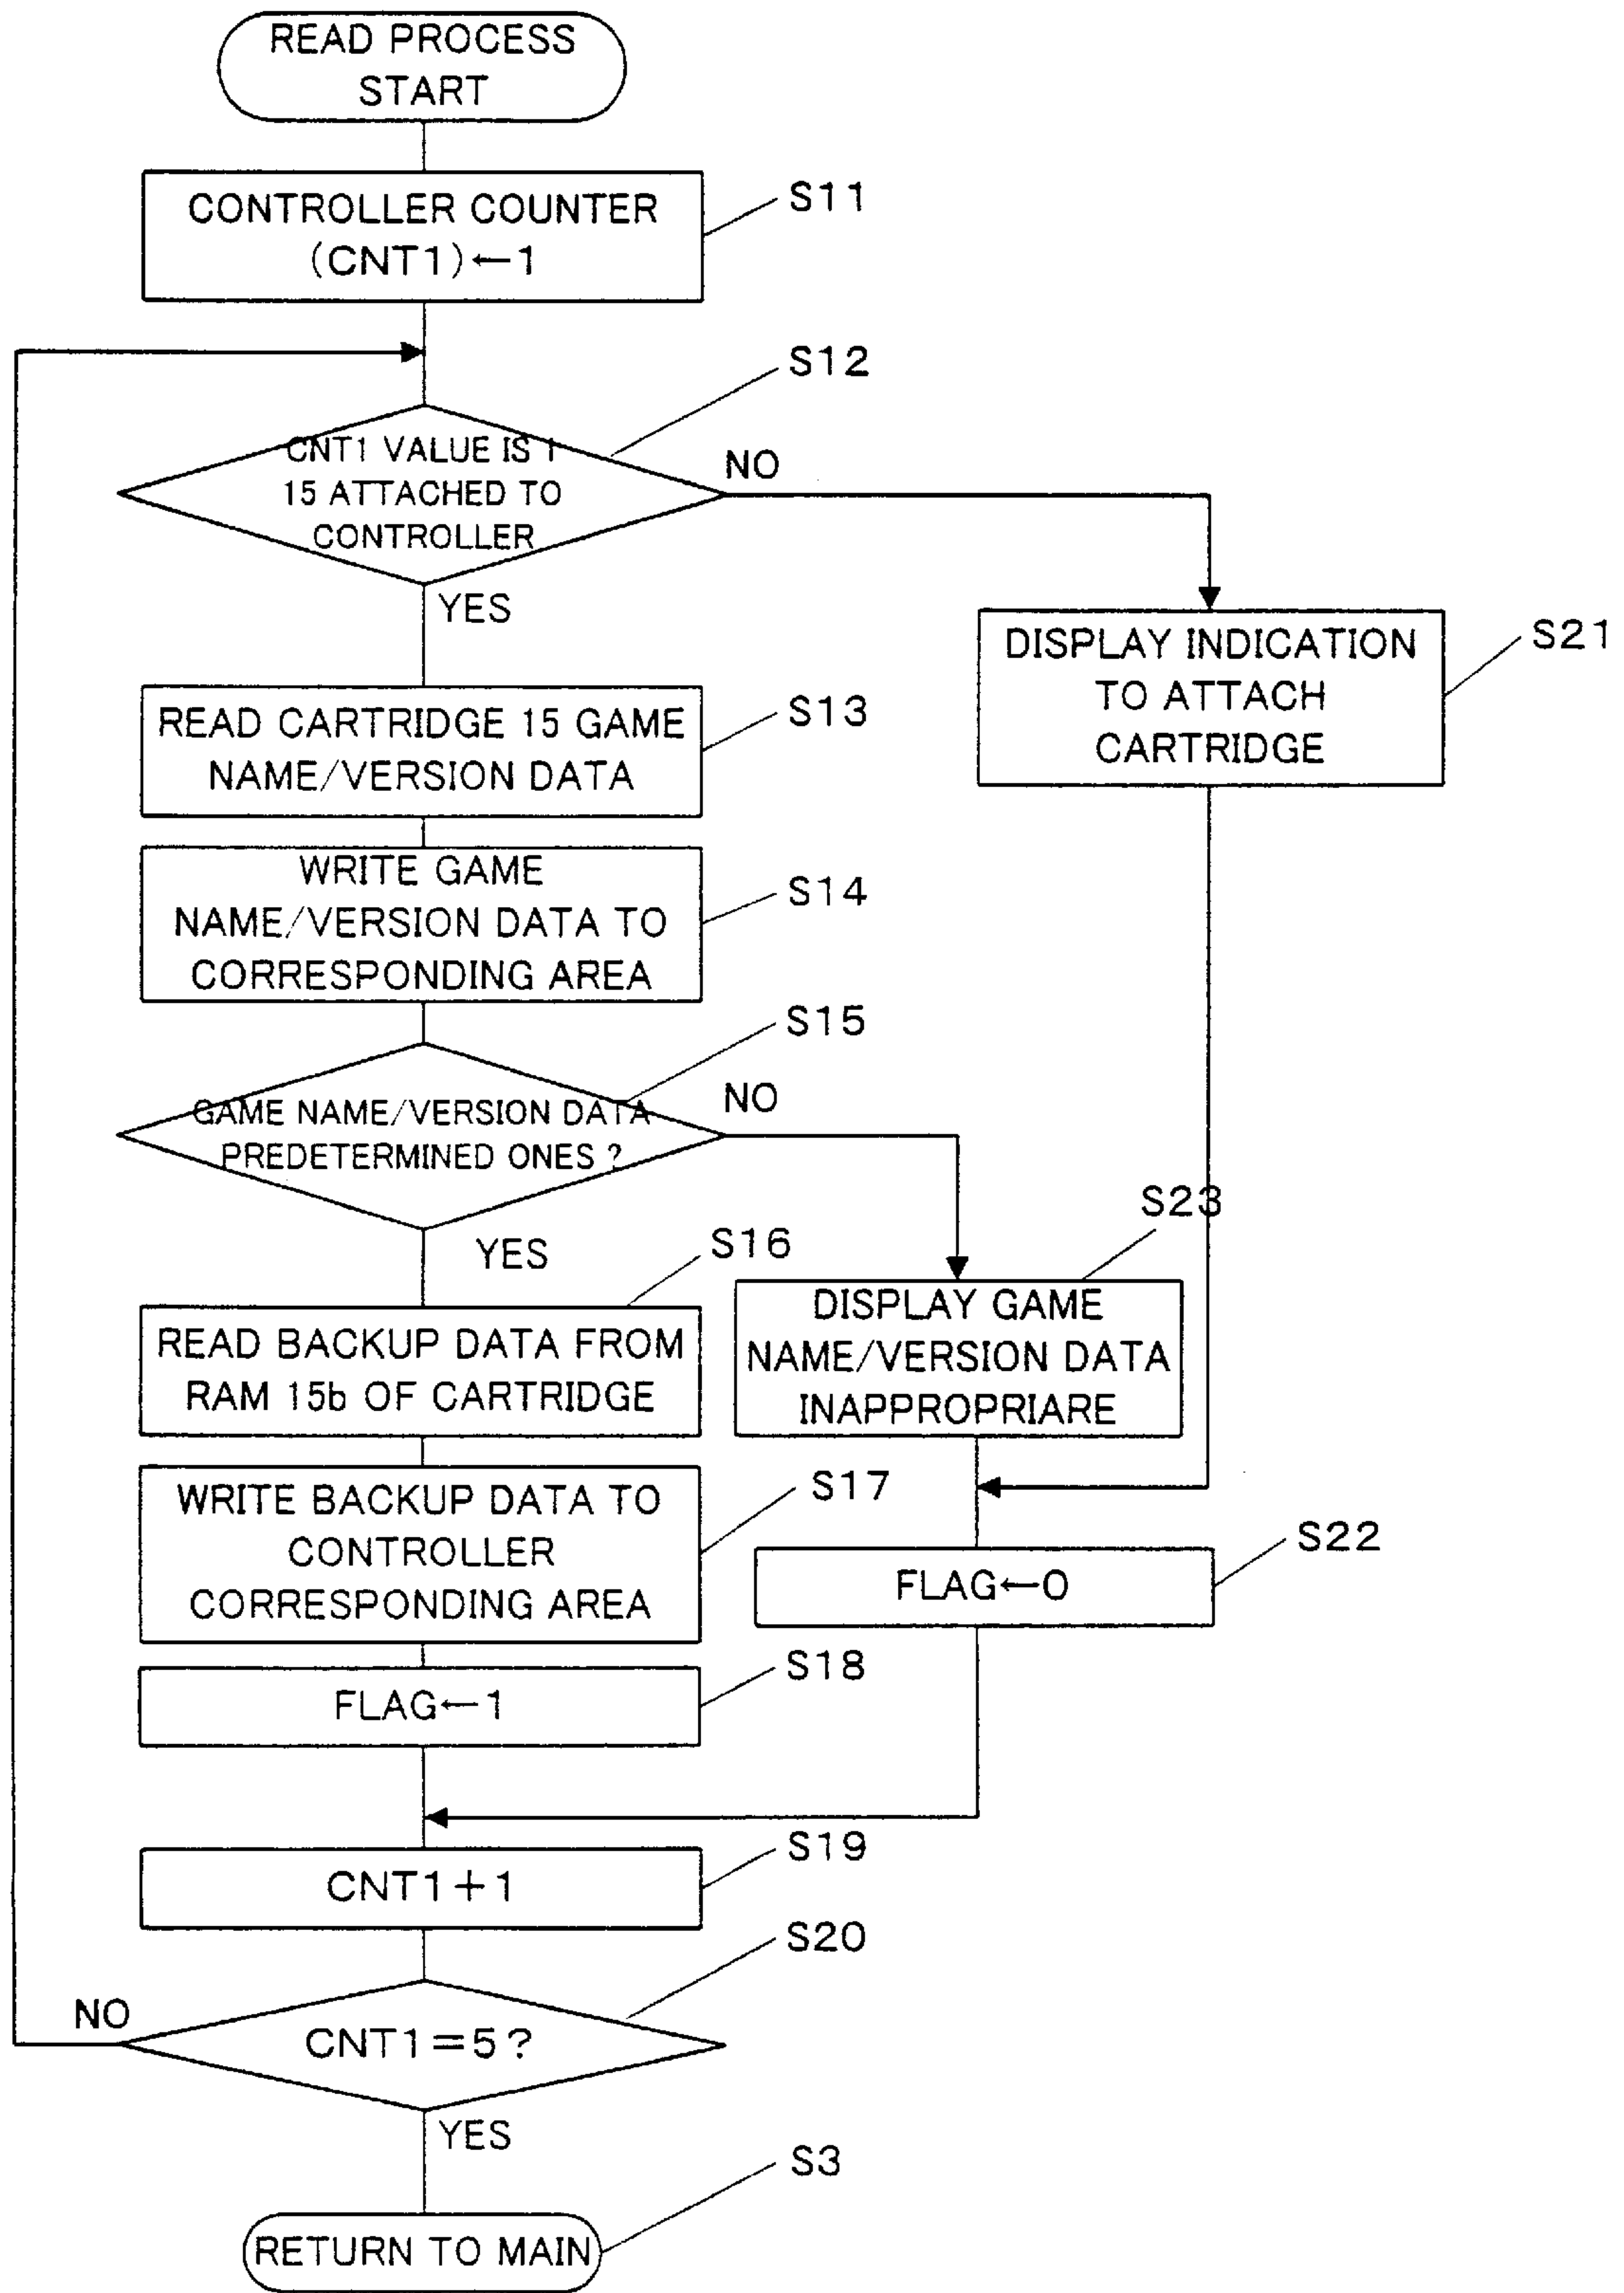 READ PROCESS
START
CONTROLLER COUNTER
(CNT1)←1
S11
S12
CNT1 VALUE IS 1
15 ATTACHED TO
CONTROLLER
NO
YES
DISPLAY INDICATION
TO ATTACH
CARTRIDGE
S21
READ CARTRIDGE 15 GAME
NAME/VERSION DATA
S13
WRITE GAME
NAME/VERSION DATA TO
CORRESPONDING AREA
S14
S15
GAME NAME/VERSION DATA
PREDETERMINED ONES ?
NO
YES
S23
DISPLAY GAME
NAME/VERSION DATA
INAPPROPRIARE
S16
READ BACKUP DATA FROM
RAM 15b OF CARTRIDGE
WRITE BACKUP DATA TO
CONTROLLER
CORRESPONDING AREA
S17
S22
FLAG←0
FLAG←1
S18
CNT1+1
S19
S20
CNT1=5?
NO
YES
S3
RETURN TO MAIN